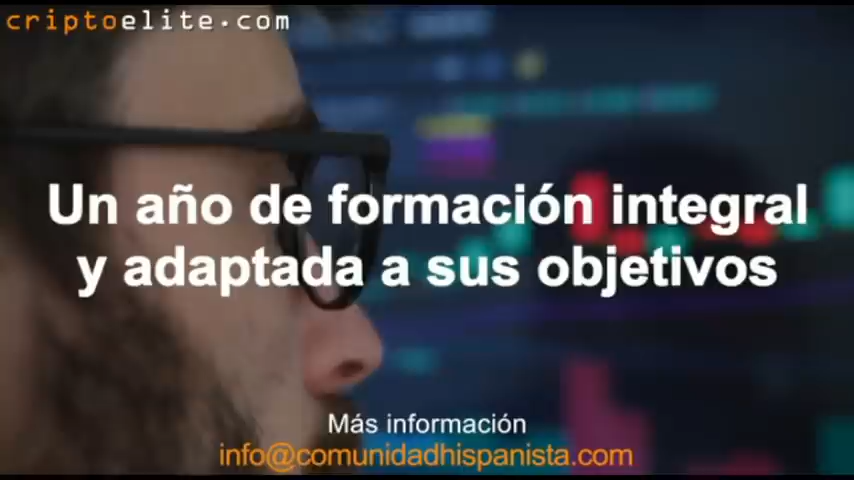 criptoelite.com
Un año de formación integral
y adaptada a sus objetivos
Más información
info@comunidadhispanista.com